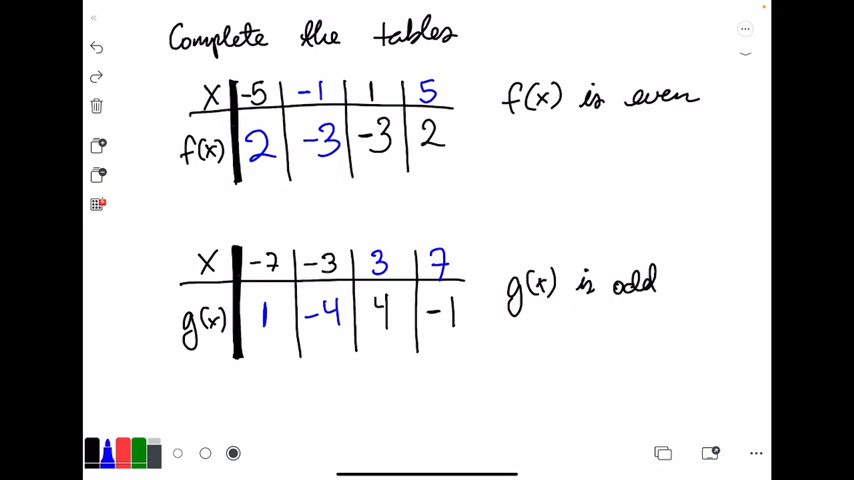 Complete the tables
x -5 -1 1 5
f(x) is even
f(x) 2 -3 -3 2
x -7 -3 3 7
g(x) is odd
g(x) 1 -4 4 -1